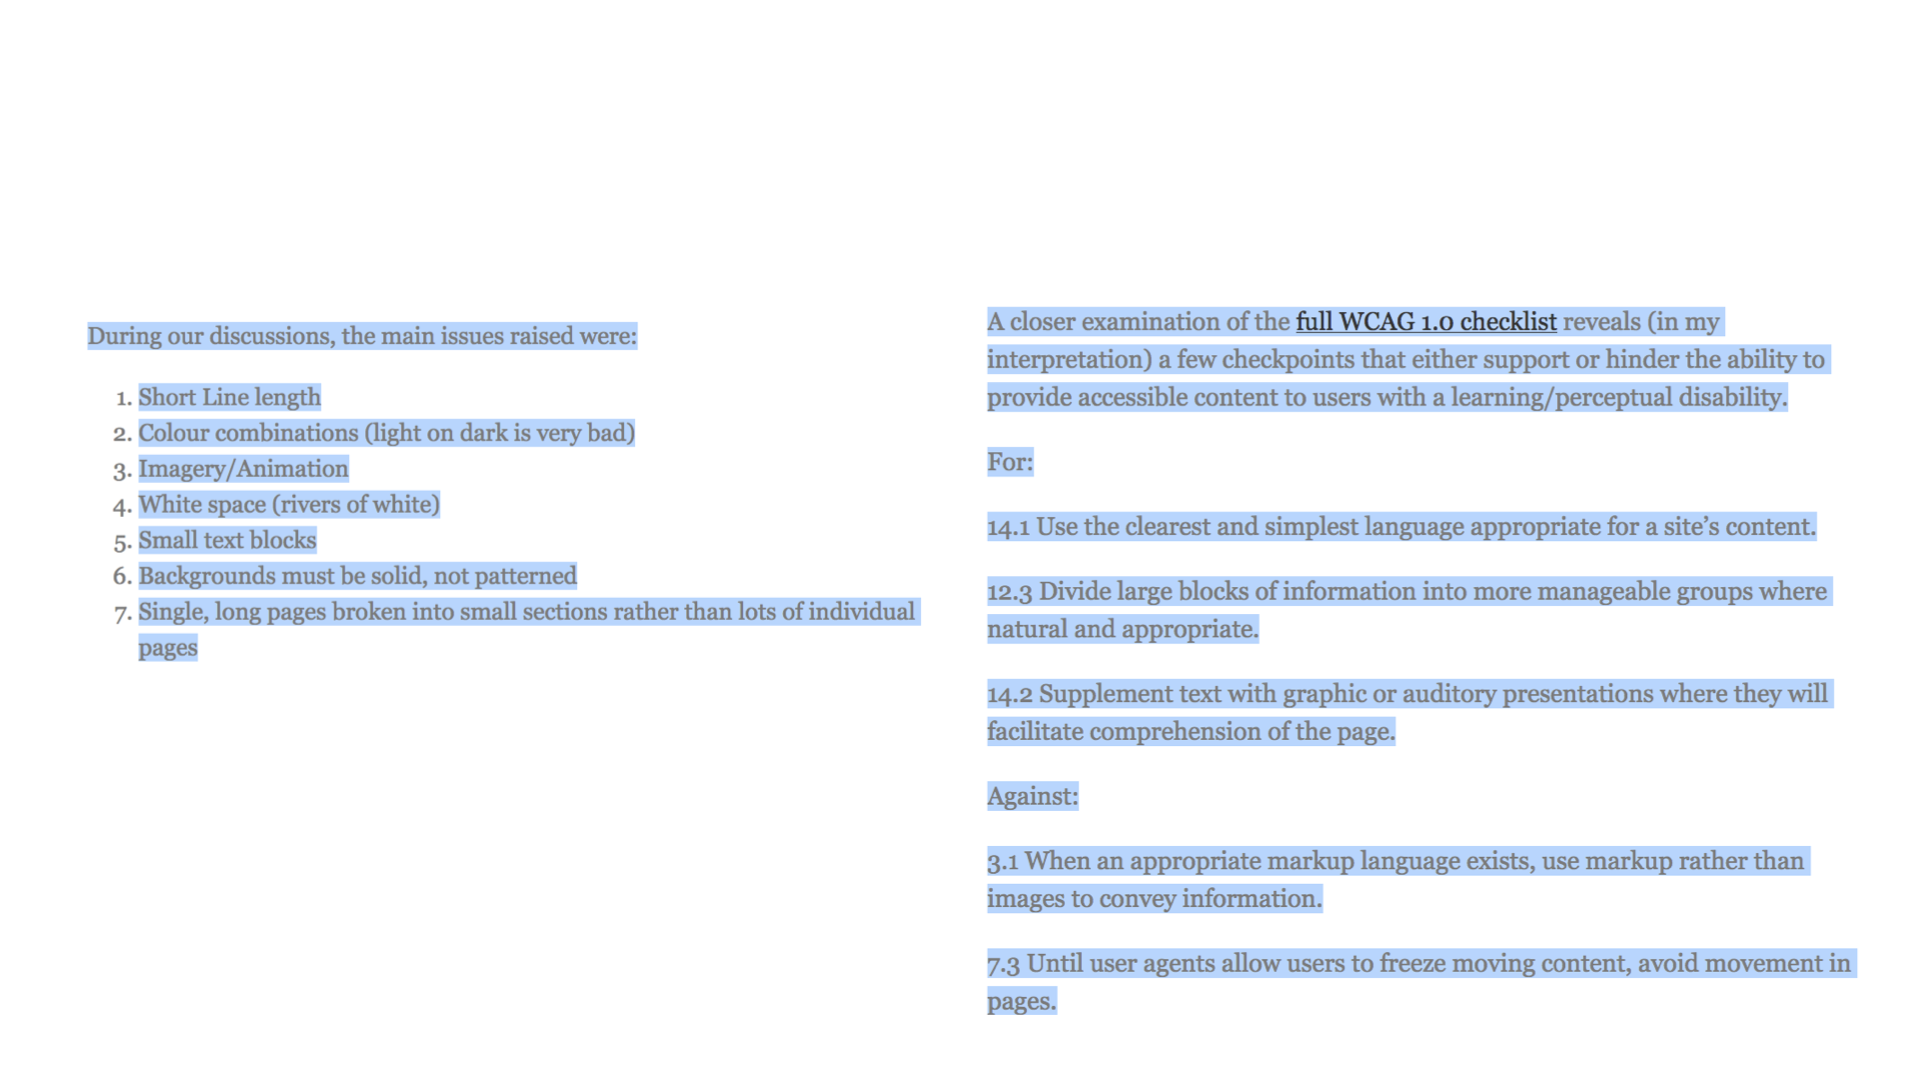 During our discussions, the main issues raised were:
1. Short Line length
2. Colour combinations (light on dark is very bad)
3. Imagery/Animation
4. White space (rivers of white)
5. Small text blocks
6. Backgrounds must be solid, not patterned
7. Single, long pages broken into small sections rather than lots of individual
pages
A closer examination of the full WCAG 1.0 checklist reveals (in my
interpretation) a few checkpoints that either support or hinder the ability to
provide accessible content to users with a learning/perceptual disability.
For:
14.1 Use the clearest and simplest language appropriate for a site’s content.
12.3 Divide large blocks of information into more manageable groups where
natural and appropriate.
14.2 Supplement text with graphic or auditory presentations where they will
facilitate comprehension of the page.
Against:
3.1 When an appropriate markup language exists, use markup rather than
images to convey information.
7.3 Until user agents allow users to freeze moving content, avoid movement in
pages.